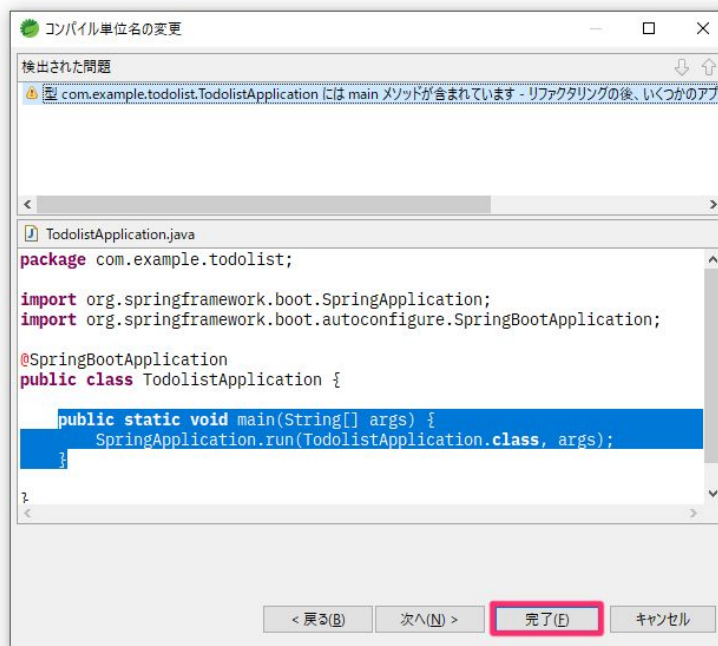 コンパイル単位名の変更
検出された問題
型 com.example.todolist.TodolistApplication には main メソッドが含まれています - リファクタリングの後、いくつかのアプ
TodolistApplication.java
package com.example.todolist;
import org.springframework.boot.SpringApplication;
import org.springframework.boot.autoconfigure.SpringBootApplication;
@SpringBootApplication
public class TodolistApplication {
public static void main(String[] args) {
SpringApplication.run(TodolistApplication.class, args);
}
}
< 戻る(B) 次へ(N) > 完了(F) キャンセル